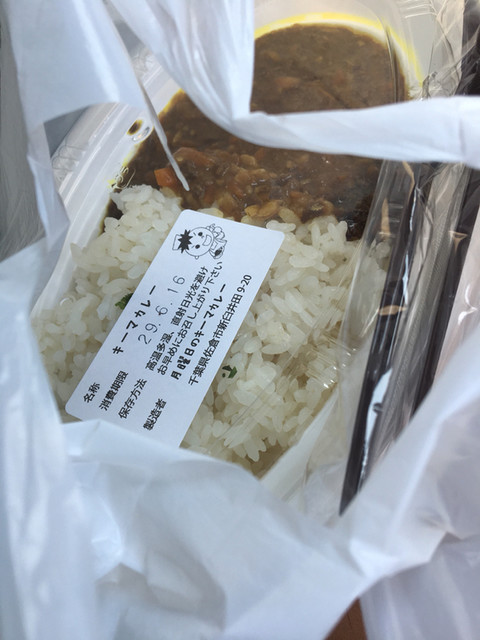 名称 キーマカレー
消費期限 29.6.16
保存方法 高温多湿、直射日光を避け
お早めにお召し上がり下さい
製造者 月曜日のキーマカレー
千葉県佐倉市新臼井田9-20